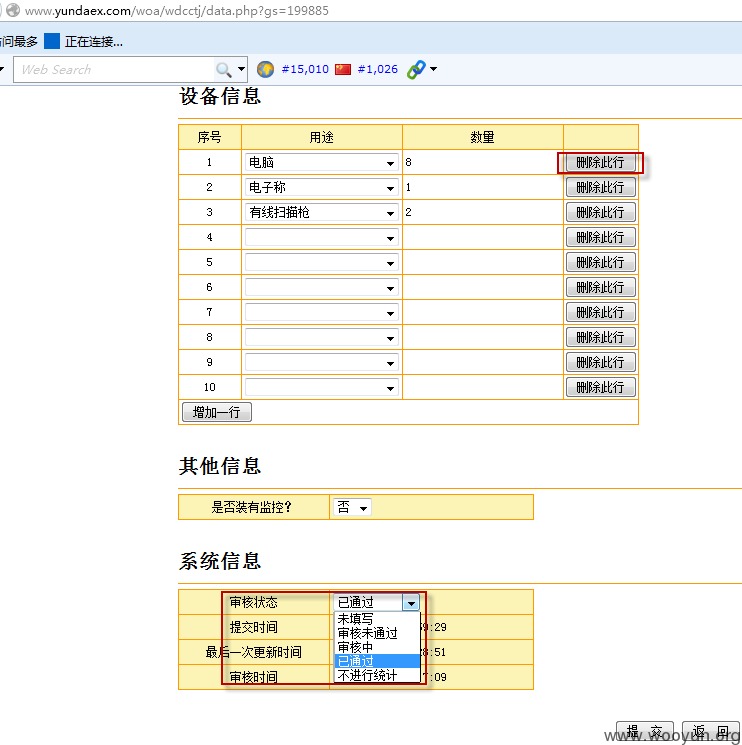 www.yundaex.com/woa/wdcctj/data.php?gs=199885
问最多 正在连接...
Web Search #15,010 #1,026
设备信息
序号 用途 数量
1 电脑 8 删除此行
2 电子称 1 删除此行
3 有线扫描枪 2 删除此行
4 删除此行
5 删除此行
6 删除此行
7 删除此行
8 删除此行
9 删除此行
10 删除此行
增加一行
其他信息
是否装有监控? 否
系统信息
审核状态 已通过
未填写
提交时间 :29
审核未通过
审核中
最后一次更新时间 :51
已通过
审核时间 :09
不进行统计
提 交 返 回
www.wooyun.org